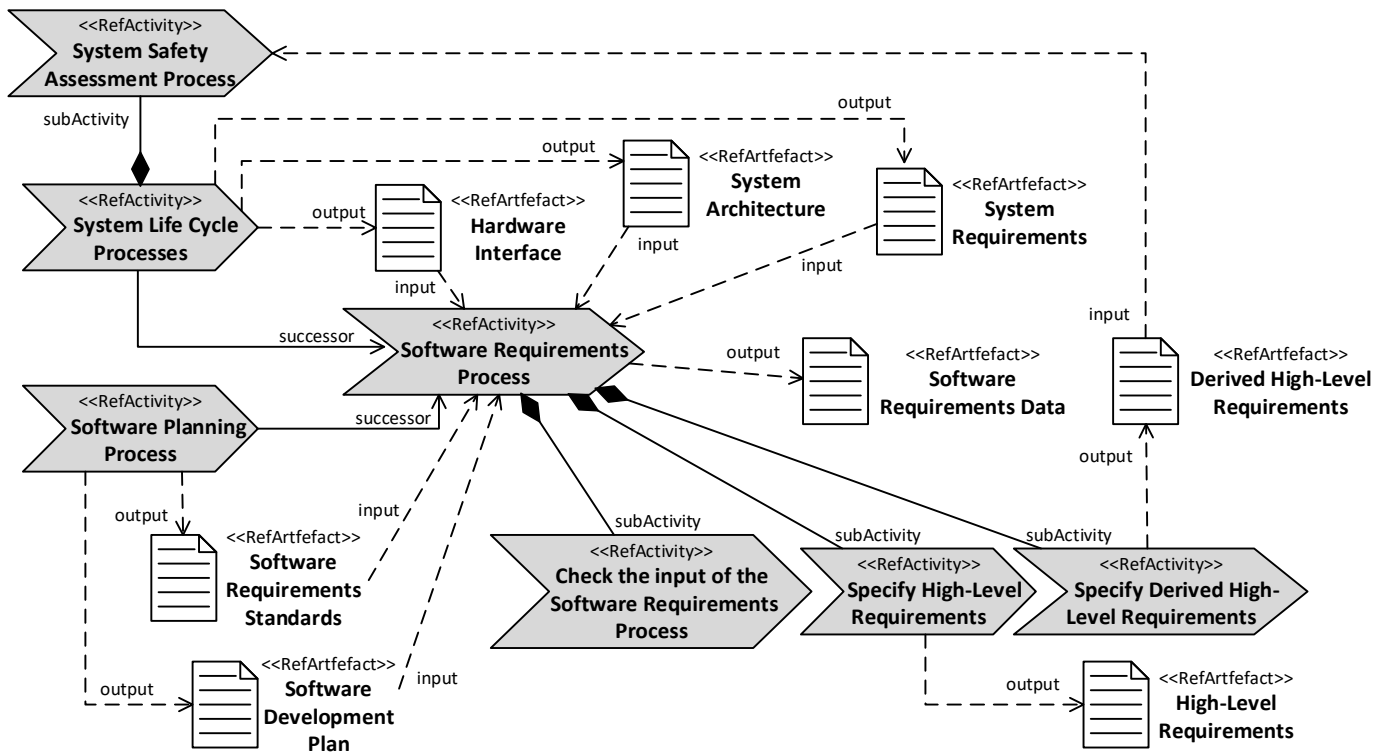 <<RefActivity>>
System Safety
Assessment Process
subActivity
output
<<RefActivity>>
System Life Cycle
Processes
output
<<RefArtfefact>>
Hardware
Interface
output
<<RefArtfefact>>
System
Architecture
<<RefArtfefact>>
System
Requirements
input
input
input
successor
<<RefActivity>>
Software Requirements
Process
output
<<RefArtfefact>>
Software
Requirements Data
input
<<RefArtfefact>>
Derived High-Level
Requirements
<<RefActivity>>
Software Planning
Process
successor
output
output
<<RefArtfefact>>
Software
Requirements
Standards
input
subActivity
<<RefActivity>>
Check the input of the
Software Requirements
Process
subActivity
<<RefActivity>>
Specify High-Level
Requirements
subActivity
<<RefActivity>>
Specify Derived High-
Level Requirements
output
<<RefArtfefact>>
Software
Development
Plan
input
output
<<RefArtfefact>>
High-Level
Requirements